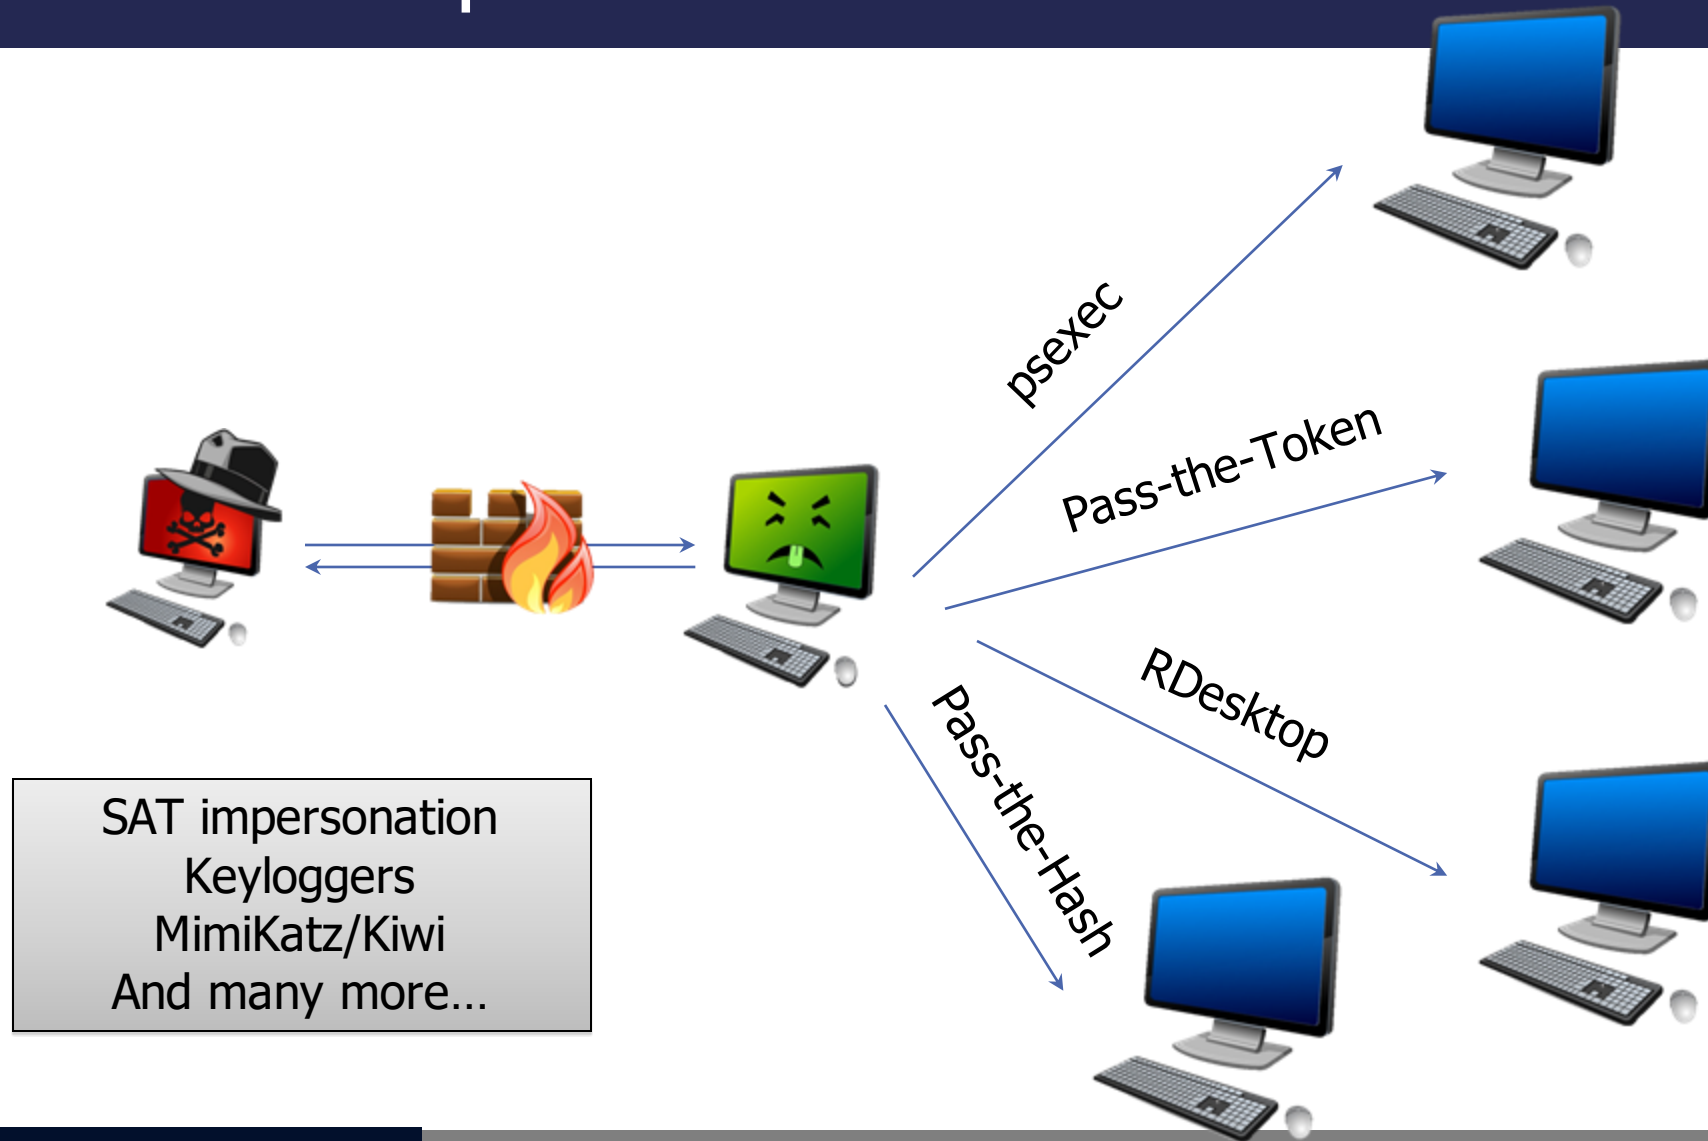 psexec
Pass-the-Token
RDesktop
Pass-the-Hash
SAT impersonation
Keyloggers
MimiKatz/Kiwi
And many more...